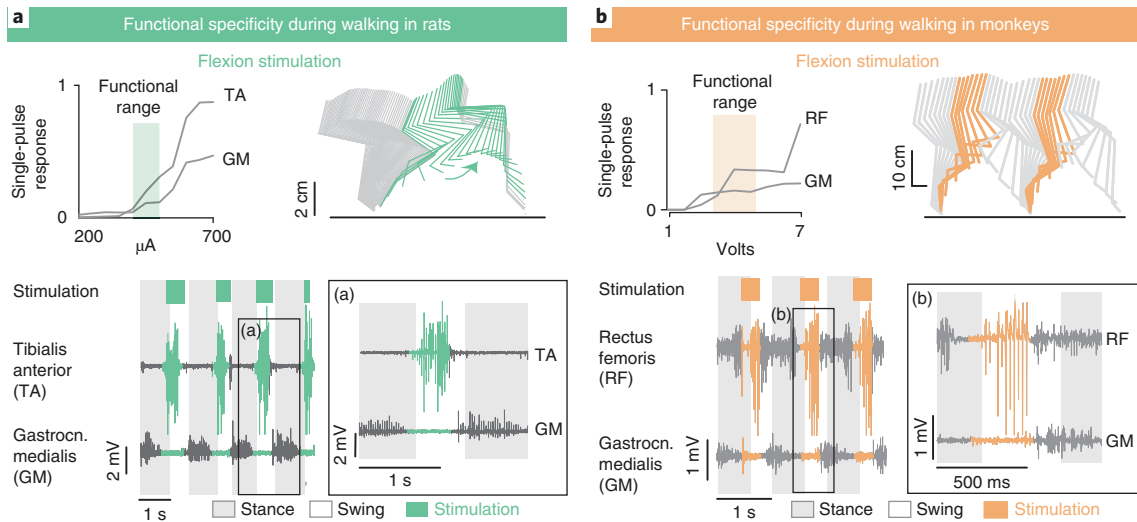 a
Functional specificity during walking in rats
Flexion stimulation
1
Functional
range
TA
GM
Single-pulse
response
0
200
700
µA
2 cm
Stimulation
Tibialis
anterior
(TA)
Gastrocn.
medialis
(GM)
(a)
2 mV
1 s
(a)
TA
GM
2 mV
1 s
Stance
Swing
Stimulation
b
Functional specificity during walking in monkeys
Flexion stimulation
1
Functional
range
RF
GM
Single-pulse
response
0
1
7
Volts
10 cm
Stimulation
Rectus
femoris
(RF)
Gastrocn.
medialis
(GM)
(b)
1 mV
1 s
(b)
RF
GM
1 mV
500 ms
Stance
Swing
Stimulation